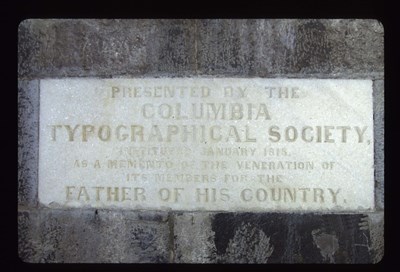 PRESENTED BY THE
COLUMBIA
TYPOGRAPHICAL SOCIETY,
INSTITUTED JANUARY 1815.
AS A MEMENTO OF THE VENERATION OF
ITS MEMBERS FOR THE
FATHER OF HIS COUNTRY.